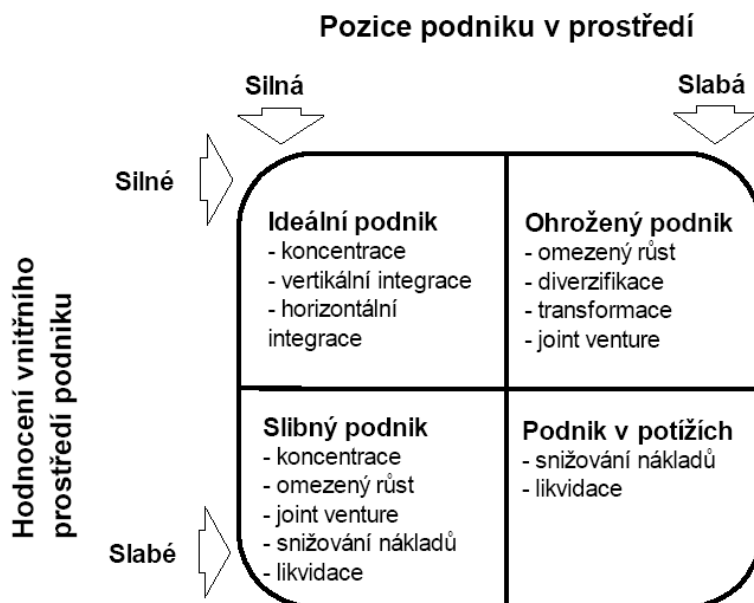 Pozice podniku v prostředí
Silná
Slabá
Silné
Hodnocení vnitřního
prostředí podniku
Ideální podnik
- koncentrace
- vertikální integrace
- horizontální
integrace
Ohrožený podnik
- omezený růst
- diverzifikace
- transformace
- joint venture
Slibný podnik
- koncentrace
- omezený růst
- joint venture
- snižování nákladů
- likvidace
Podnik v potížích
- snižování nákladů
- likvidace
Slabé